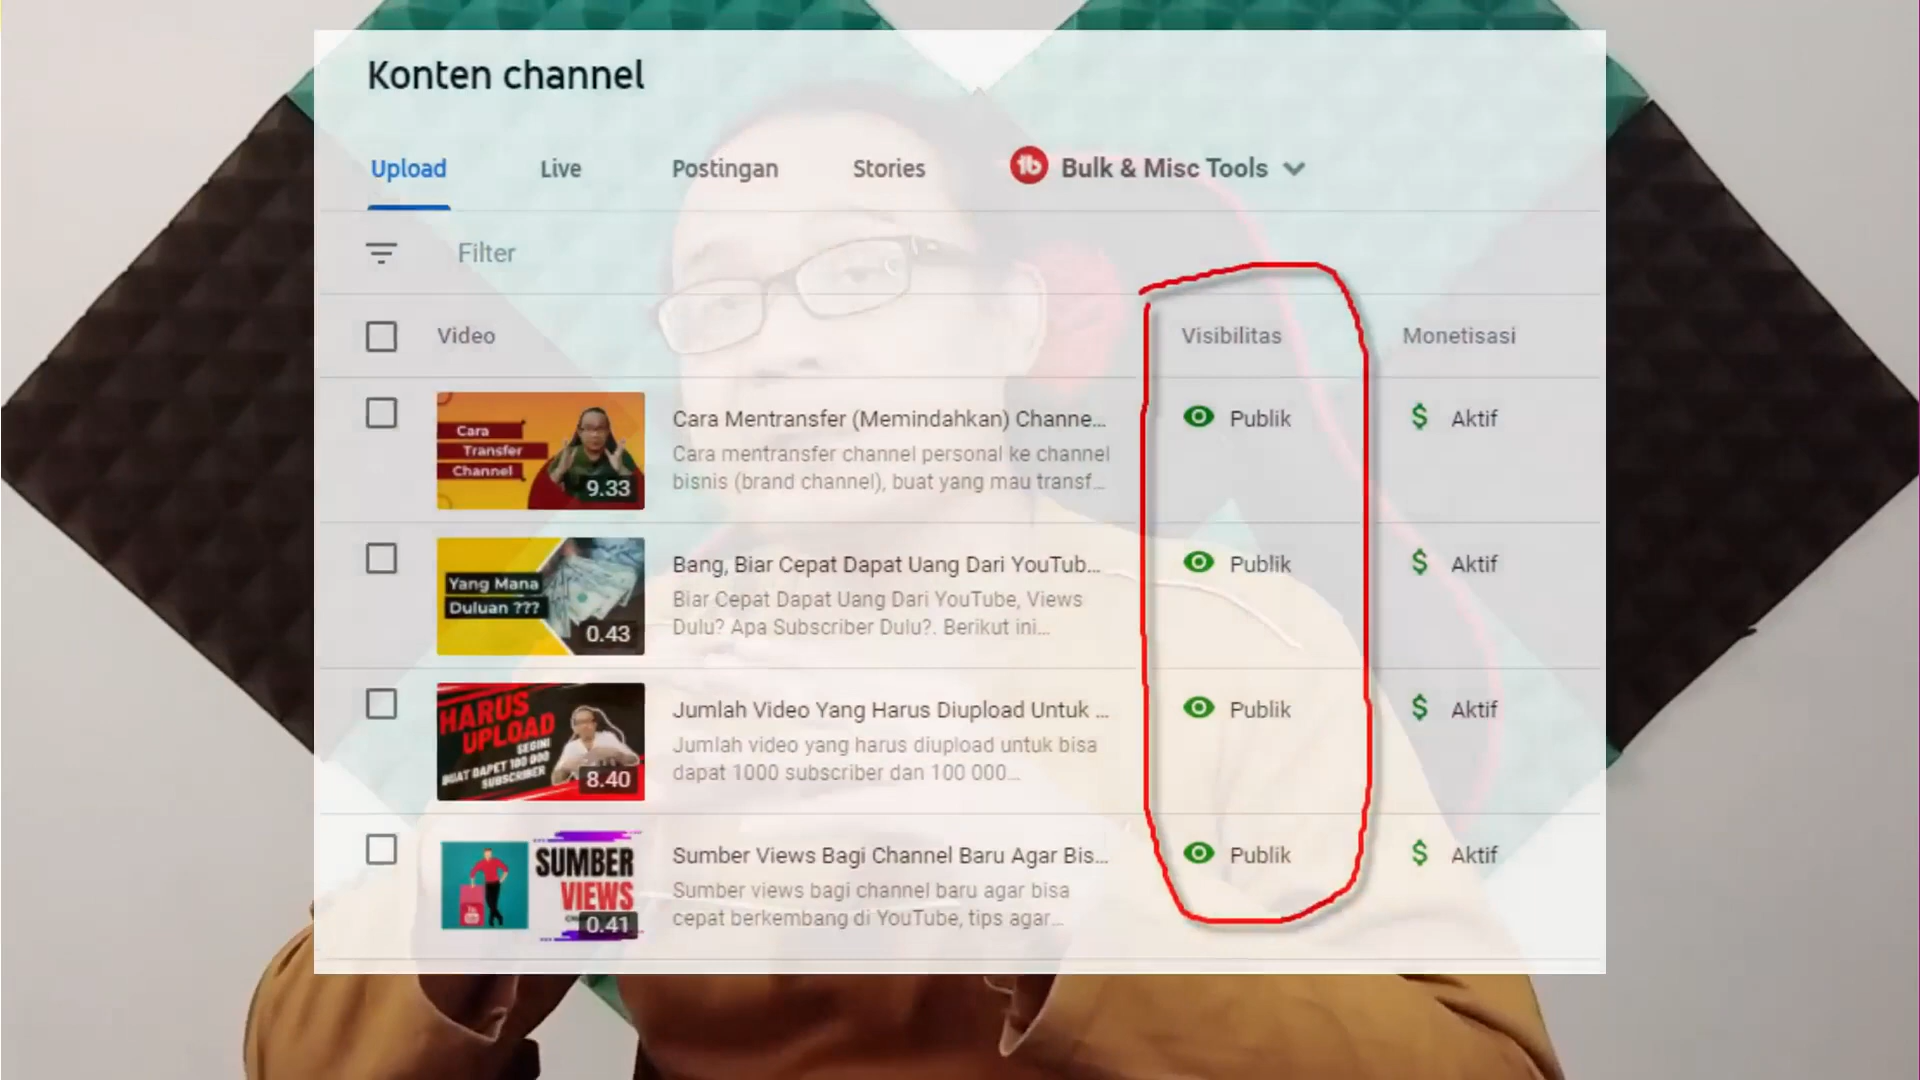 Konten channel
Upload Live Postingan Stories Bulk & Misc Tools
Filter
Video Visibilitas Monetisasi
Cara
Transfer
Channel
9.33
Cara Mentransfer (Memindahkan) Channe...
Cara mentransfer channel personal ke channel
bisnis (brand channel), buat yang mau transf...
Publik
Aktif
Yang Mana
Duluan ???
0.43
Bang, Biar Cepat Dapat Uang Dari YouTub...
Biar Cepat Dapat Uang Dari YouTube, Views
Dulu? Apa Subscriber Dulu?. Berikut ini...
Publik
Aktif
HARUS
UPLOAD
SEGINI
BUAT DAPET 100 000
SUBSCRIBER
8.40
Jumlah Video Yang Harus Diupload Untuk ...
Jumlah video yang harus diupload untuk bisa
dapat 1000 subscriber dan 100 000...
Publik
Aktif
SUMBER
VIEWS
0.41
Sumber Views Bagi Channel Baru Agar Bis...
Sumber views bagi channel baru agar bisa
cepat berkembang di YouTube, tips agar...
Publik
Aktif